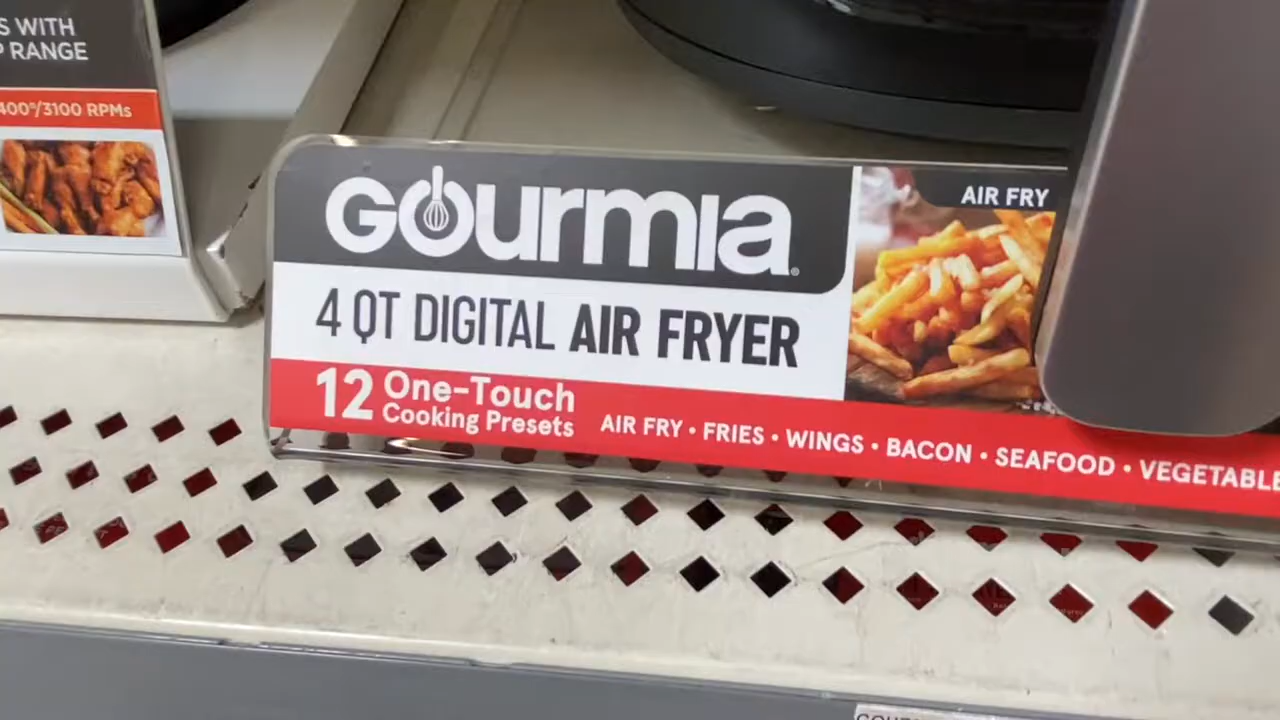 S WITH
P RANGE
400°/3100 RPMs
GOURMIA
AIR FRY
4 QT DIGITAL AIR FRYER
12 One-Touch
Cooking Presets
AIR FRY • FRIES • WINGS • BACON • SEAFOOD • VEGETABLE